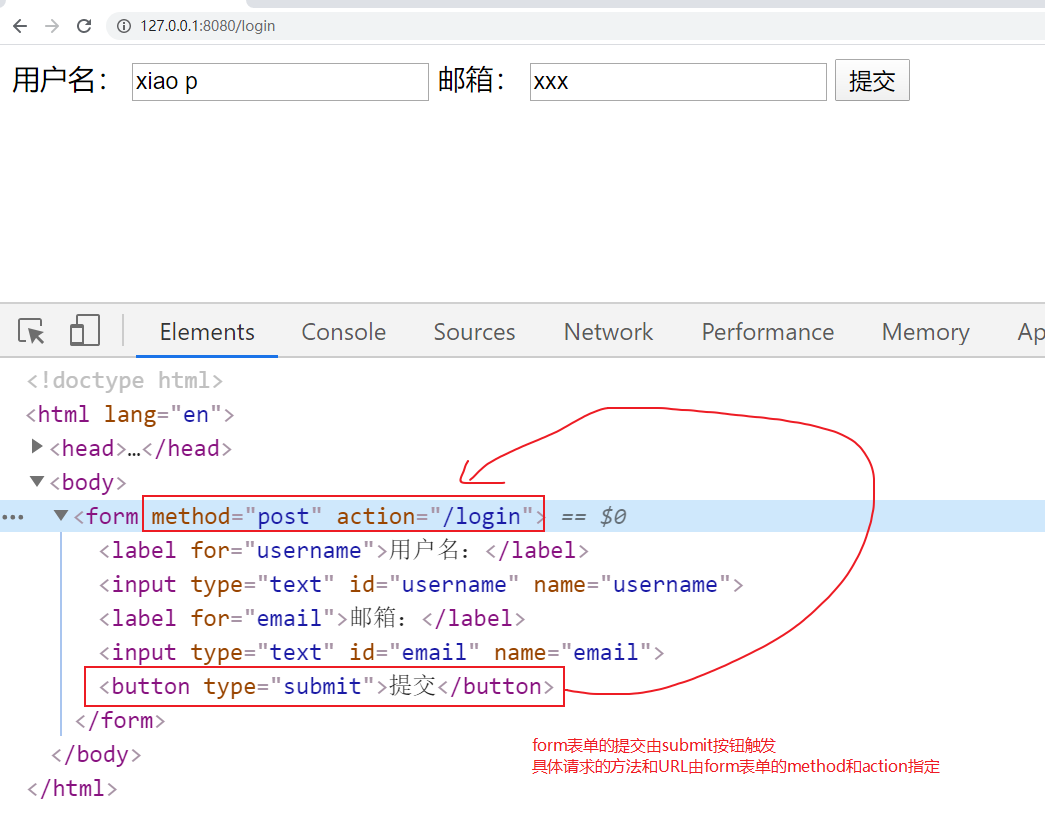 127.0.0.1:8080/login
用户名： xiao p 邮箱： xxx 提交
Elements Console Sources Network Performance Memory Ap
<!doctype html>
<html lang="en">
<head>…</head>
<body>
<form method="post" action="/login"> == $0
<label for="username">用户名：</label>
<input type="text" id="username" name="username">
<label for="email">邮箱：</label>
<input type="text" id="email" name="email">
<button type="submit">提交</button>
</form>
</body>
</html>
form表单的提交由submit按钮触发
具体请求的方法和URL由form表单的method和action指定